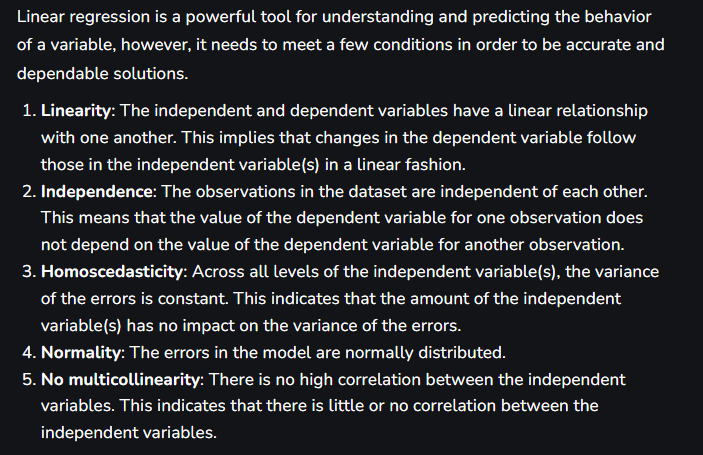 Linear regression is a powerful tool for understanding and predicting the behavior
of a variable, however, it needs to meet a few conditions in order to be accurate and
dependable solutions.
1. Linearity: The independent and dependent variables have a linear relationship
with one another. This implies that changes in the dependent variable follow
those in the independent variable(s) in a linear fashion.
2. Independence: The observations in the dataset are independent of each other.
This means that the value of the dependent variable for one observation does
not depend on the value of the dependent variable for another observation.
3. Homoscedasticity: Across all levels of the independent variable(s), the variance
of the errors is constant. This indicates that the amount of the independent
variable(s) has no impact on the variance of the errors.
4. Normality: The errors in the model are normally distributed.
5. No multicollinearity: There is no high correlation between the independent
variables. This indicates that there is little or no correlation between the
independent variables.